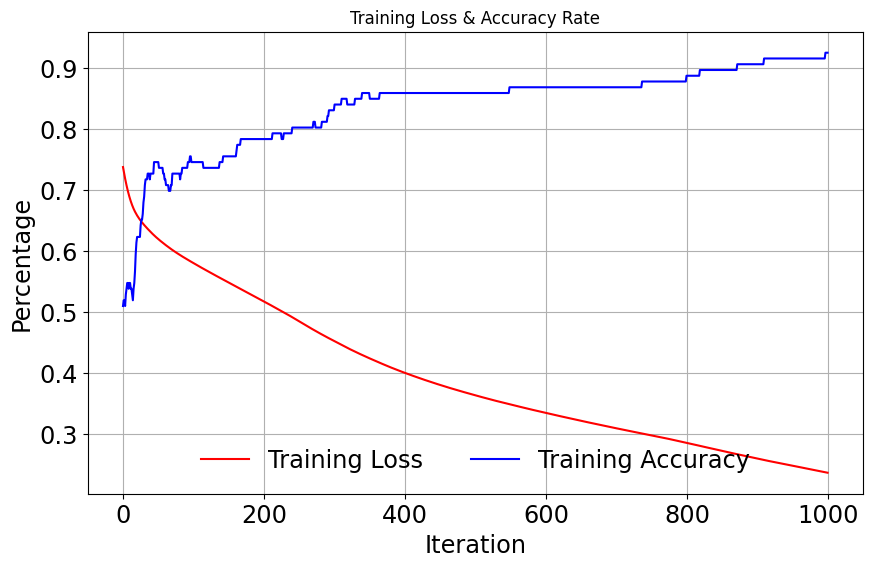 Training Loss & Accuracy Rate
Percentage
0.9
0.8
0.7
0.6
0.5
0.4
0.3
Training Loss Training Accuracy
0 200 400 600 800 1000
Iteration